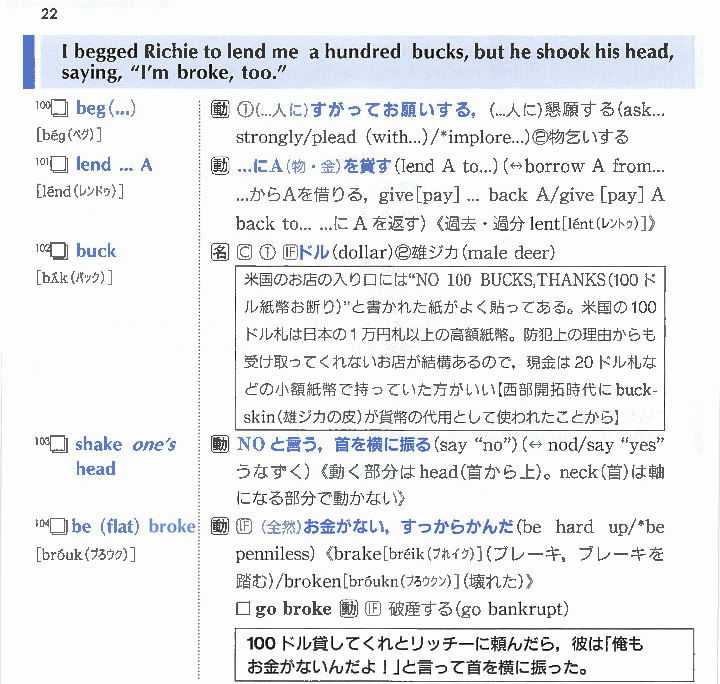 22
I begged Richie to lend me a hundred bucks, but he shook his head,
saying, “I’m broke, too.”
100□ beg(...) 動 ①(...人に)すがってお願いする，(...人に)懇願する(ask...
[bég(ベグ)] strongly/plead (with...)/*implore...)②物乞いする
101□ lend ... A 動 ...にA(物・金)を貸す(lend A to...)(↔borrow A from...
[lénd(レンドゥ)] ...からAを借りる，give[pay] ... back A/give [pay] A
back to... ...に A を返す)《過去・過分 lent[lént(レントゥ)]》
102□ buck 名 C ① IFドル(dollar)②雄ジカ(male deer)
[bʌ́k(バック)] 米国のお店の入り口には“NO 100 BUCKS,THANKS(100ド
ル紙幣お断り)”と書かれた紙がよく貼ってある。米国の100
ドル札は日本の1万円札以上の高額紙幣。防犯上の理由からも
受け取ってくれないお店が結構あるので，現金は20ドル札な
どの小額紙幣で持っていた方がいい【西部開拓時代にbuck-
skin(雄ジカの皮)が貨幣の代用として使われたことから】
103□ shake one's 動 NOと言う，首を横に振る(say “no”)(↔ nod/say “yes”
head うなずく)《動く部分はhead(首から上)。neck(首)は軸
になる部分で動かない》
104□be (flat) broke 動 IF (全然)お金がない，すっからかんだ(be hard up/*be
[bróuk(ブろウク)] penniless)《brake[bréik(ブれイク)](ブレーキ，ブレーキを
踏む)/broken[bróukn(ブろウクン)](壊れた)》
□ go broke 動 IF 破産する(go bankrupt)
100ドル貸してくれとリッチーに頼んだら，彼は「俺も
お金がないんだよ！」と言って首を横に振った。